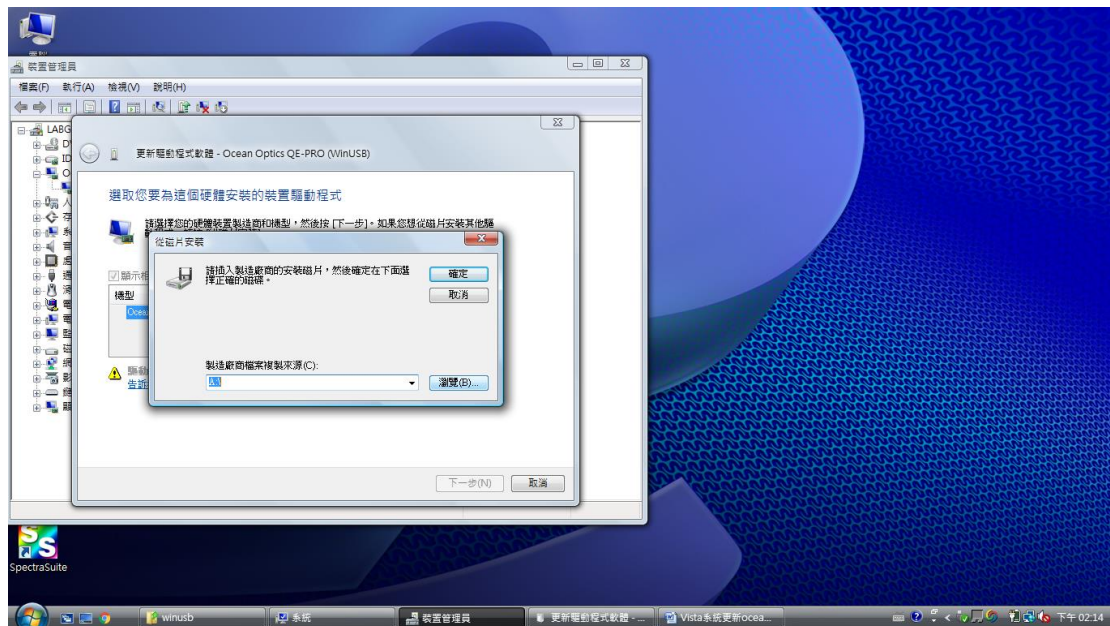 裝置管理員
檔案(F) 執行(A) 檢視(V) 說明(H)
LABG
更新驅動程式軟體 - Ocean Optics QE-PRO (WinUSB)
選取您要為這個硬體安裝的裝置驅動程式
請選擇您的硬體裝置製造商和機型，然後按 [下一步]。如果您想從磁片安裝其他驅
從磁片安裝
請插入製造廠商的安裝磁片，然後確定在下面選
擇正確的磁碟。
確定
取消
顯示相
機型
Ocea
製造廠商檔案複製來源(C):
A:\
瀏覽(B)...
告訴
下一步(N)
取消
SpectraSuite
winusb
系統
裝置管理員
更新驅動程式軟體 - ...
Vista系統更新ocea...
下午 02:14